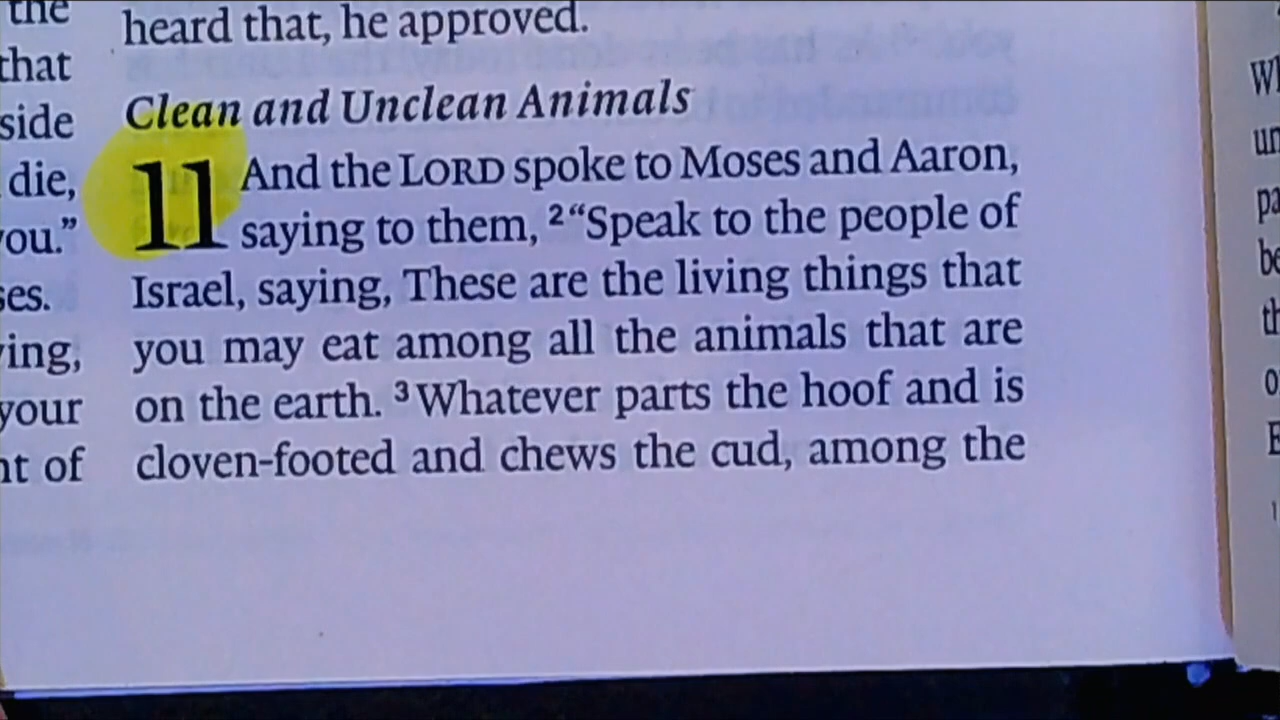 the
that
side
die,
ou.”
ses.
ing,
your
nt of
heard that, he approved.
Clean and Unclean Animals
11 And the LORD spoke to Moses and Aaron,
saying to them, ²“Speak to the people of
Israel, saying, These are the living things that
you may eat among all the animals that are
on the earth. ³Whatever parts the hoof and is
cloven-footed and chews the cud, among the